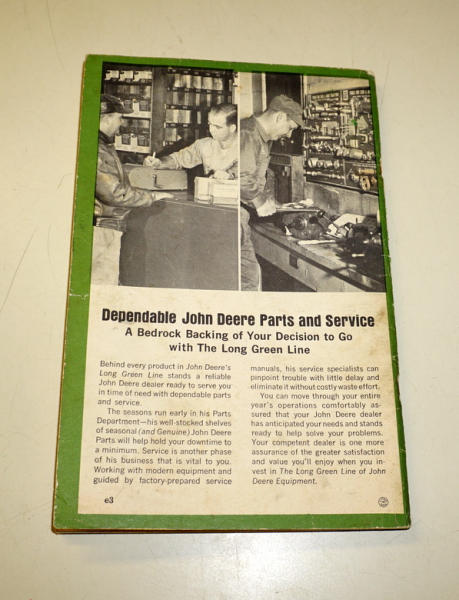 Dependable John Deere Parts and Service
A Bedrock Backing of Your Decision to Go
with The Long Green Line
Behind every product in John Deere's
Long Green Line stands a reliable
John Deere dealer ready to serve you
in time of need with dependable parts
and service.
The seasons run early in his Parts
Department—his well-stocked shelves
of seasonal (and Genuine) John Deere
Parts will help hold your downtime to
a minimum. Service is another phase
of his business that is vital to you.
Working with modern equipment and
guided by factory-prepared service
manuals, his service specialists can
pinpoint trouble with little delay and
eliminate it without costly waste effort.
You can move through your entire
year's operations comfortably as-
sured that your John Deere dealer
has anticipated your needs and stands
ready to help solve your problems.
Your competent dealer is one more
assurance of the greater satisfaction
and value you'll enjoy when you in-
vest in The Long Green Line of John
Deere Equipment.
e3